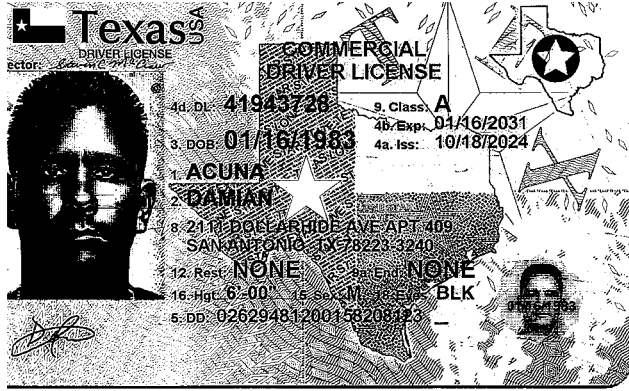 Texas USA
DRIVER LICENSE
COMMERCIAL
DRIVER LICENSE
4d. DL: 41943728
9. Class: A
4b. Exp: 01/16/2031
3. DOB: 01/16/1983
4a. Iss: 10/18/2024
1. ACUNA
2. DAMIAN
8. 2111 DOLLARHIDE AVE APT 409
SAN ANTONIO, TX 78223-3240
12. Rest: NONE
9a. End: NONE
16. Hgt: 6'-00" 15. Sex: M 18. Eyes: BLK
5. DD: 02629481200158208123